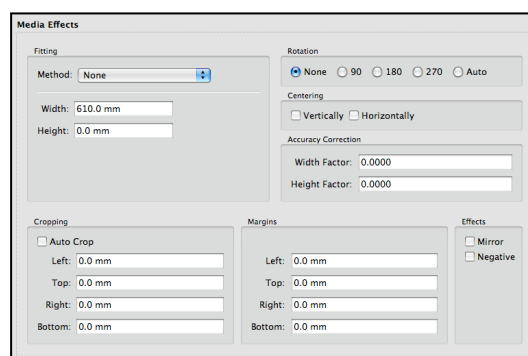 Media Effects
Fitting
Method: None
Width: 610.0 mm
Height: 0.0 mm
Rotation
None 90 180 270 Auto
Centering
Vertically Horizontally
Accuracy Correction
Width Factor: 0.0000
Height Factor: 0.0000
Cropping
Auto Crop
Left: 0.0 mm
Top: 0.0 mm
Right: 0.0 mm
Bottom: 0.0 mm
Margins
Left: 0.0 mm
Top: 0.0 mm
Right: 0.0 mm
Bottom: 0.0 mm
Effects
Mirror
Negative